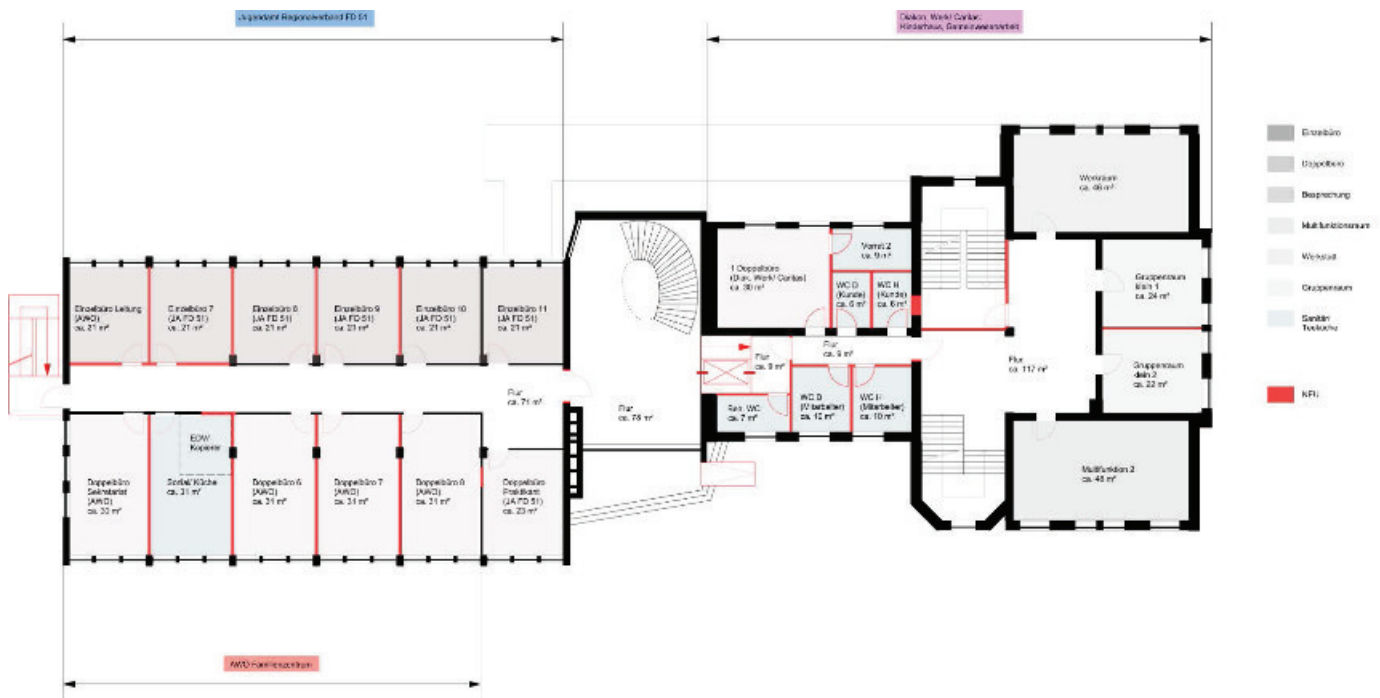 Jugendamt Regionalverband FD 51
Diakon. Werk/ Caritas:
Kinderhaus, Gemeinwesenarbeit
Einzelbüro
Doppelbüro
Besprechung
Multifunktionsraum
Werkstatt
Gruppenraum
Sanitär/
Teeküche
NEU
Werkraum
ca. 46 m²
1 Doppelbüro
(Diak. Werk/ Caritas)
ca. 30 m²
Vorrat 2
ca. 9 m²
WC D
(Kunde)
ca. 6 m²
WC H
(Kunde)
ca. 6 m²
Gruppenraum
klein 1
ca. 24 m²
Einzelbüro Leitung
(AWO)
ca. 21 m²
Einzelbüro 7
(JA FD 51)
ca. 21 m²
Einzelbüro 8
(JA FD 51)
ca. 21 m²
Einzelbüro 9
(JA FD 51)
ca. 21 m²
Einzelbüro 10
(JA FD 51)
ca. 21 m²
Einzelbüro 11
(JA FD 51)
ca. 21 m²
Flur
ca. 9 m²
Flur
ca. 9 m²
Flur
ca. 117 m²
Gruppenraum
klein 2
ca. 22 m²
Flur
ca. 71 m²
Flur
ca. 78 m²
Beh. WC
ca. 7 m²
WC D
(Mitarbeiter)
ca. 10 m²
WC H
(Mitarbeiter)
ca. 10 m²
EDV/
Kopierer
Doppelbüro
Sekretariat
(AWO)
ca. 33 m²
Sozial/ Küche
ca. 31 m²
Doppelbüro 6
(AWO)
ca. 31 m²
Doppelbüro 7
(AWO)
ca. 31 m²
Doppelbüro 8
(AWO)
ca. 31 m²
Doppelbüro
Praktikant
(JA FD 51)
ca. 23 m²
Multifunktion 2
ca. 48 m²
AWO Familienzentrum